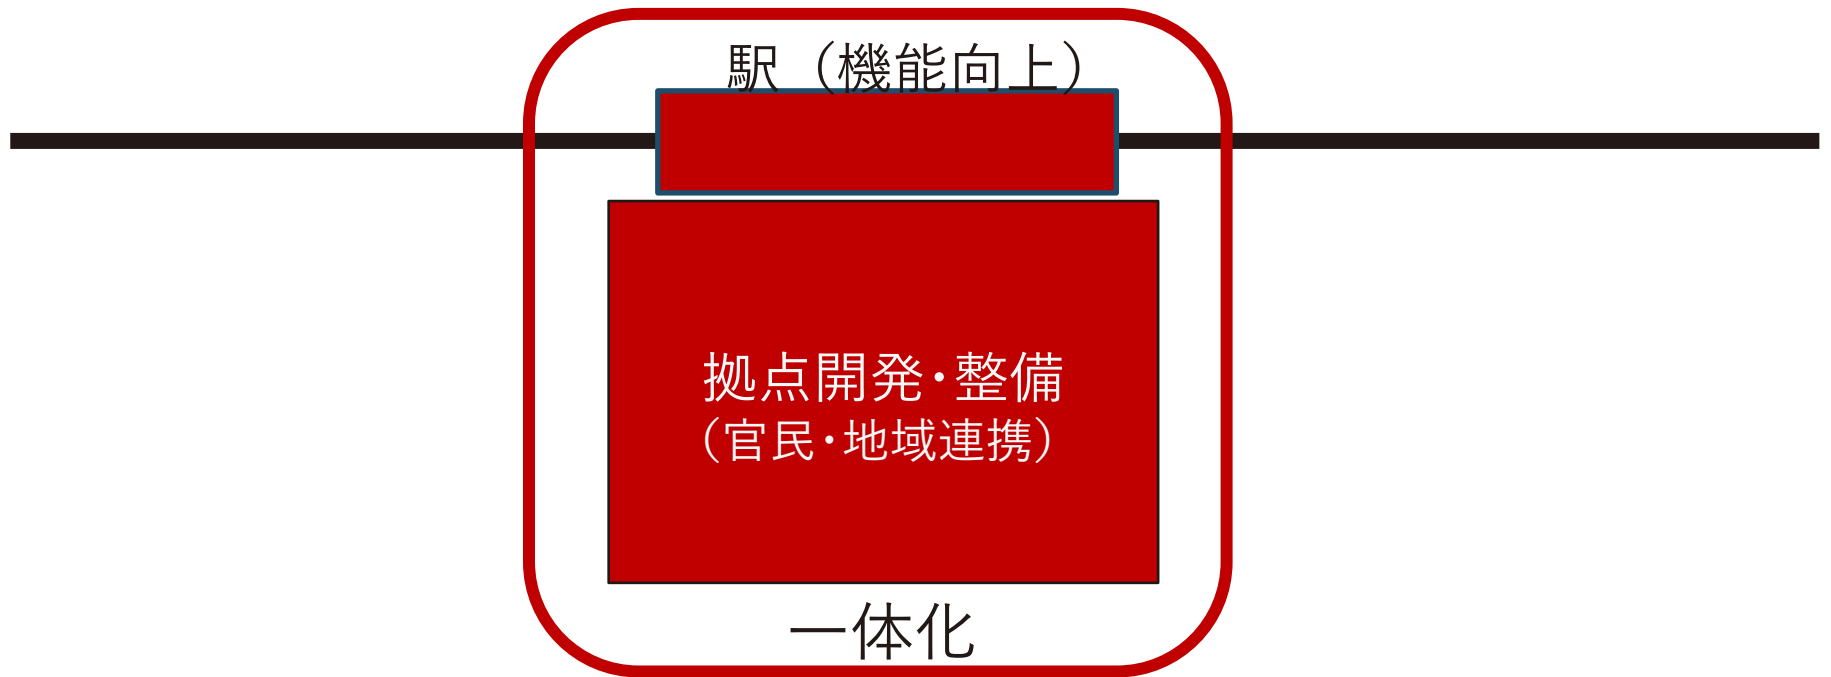 駅（機能向上）
拠点開発・整備
（官民・地域連携）
一体化